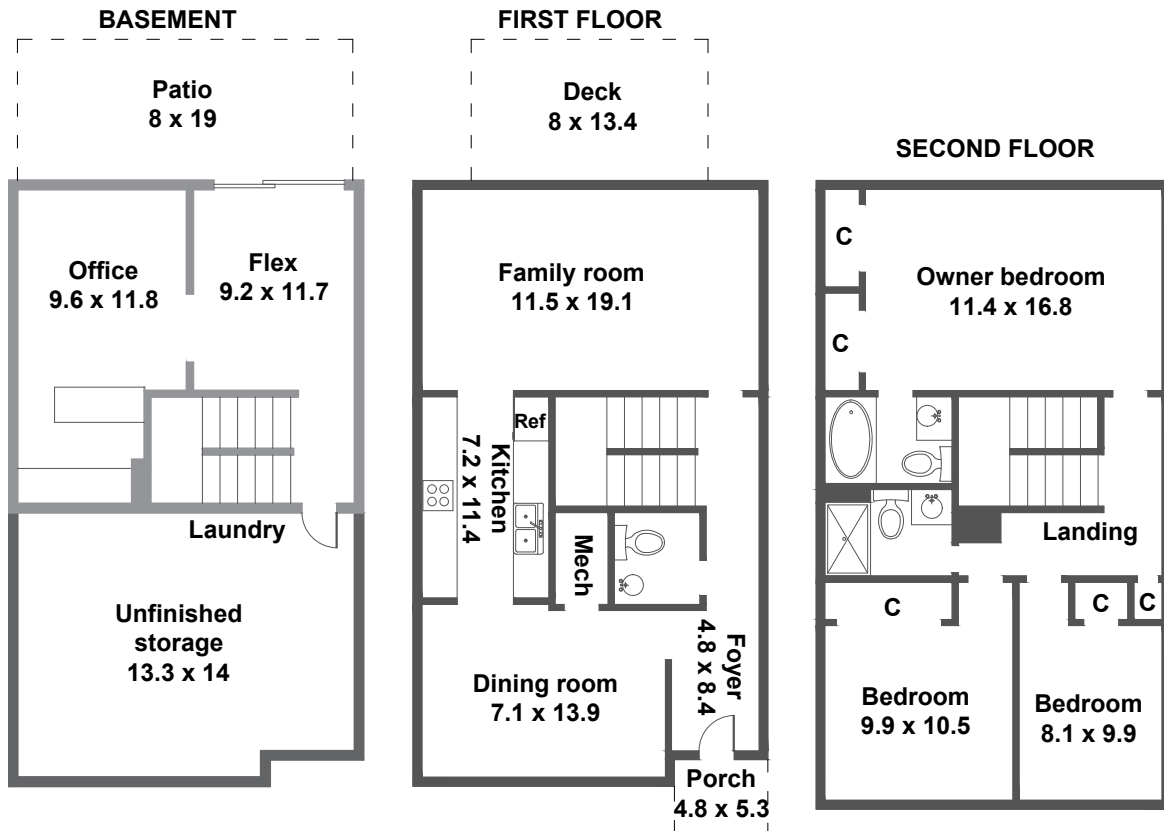 BASEMENT
Patio
8 x 19
Office
9.6 x 11.8
Flex
9.2 x 11.7
Laundry
Unfinished
storage
13.3 x 14
FIRST FLOOR
Deck
8 x 13.4
Family room
11.5 x 19.1
Ref
Kitchen
7.2 x 11.4
Mech
Foyer
4.8 x 8.4
Dining room
7.1 x 13.9
Porch
4.8 x 5.3
SECOND FLOOR
C
Owner bedroom
11.4 x 16.8
C
Landing
C
C
C
Bedroom
9.9 x 10.5
Bedroom
8.1 x 9.9